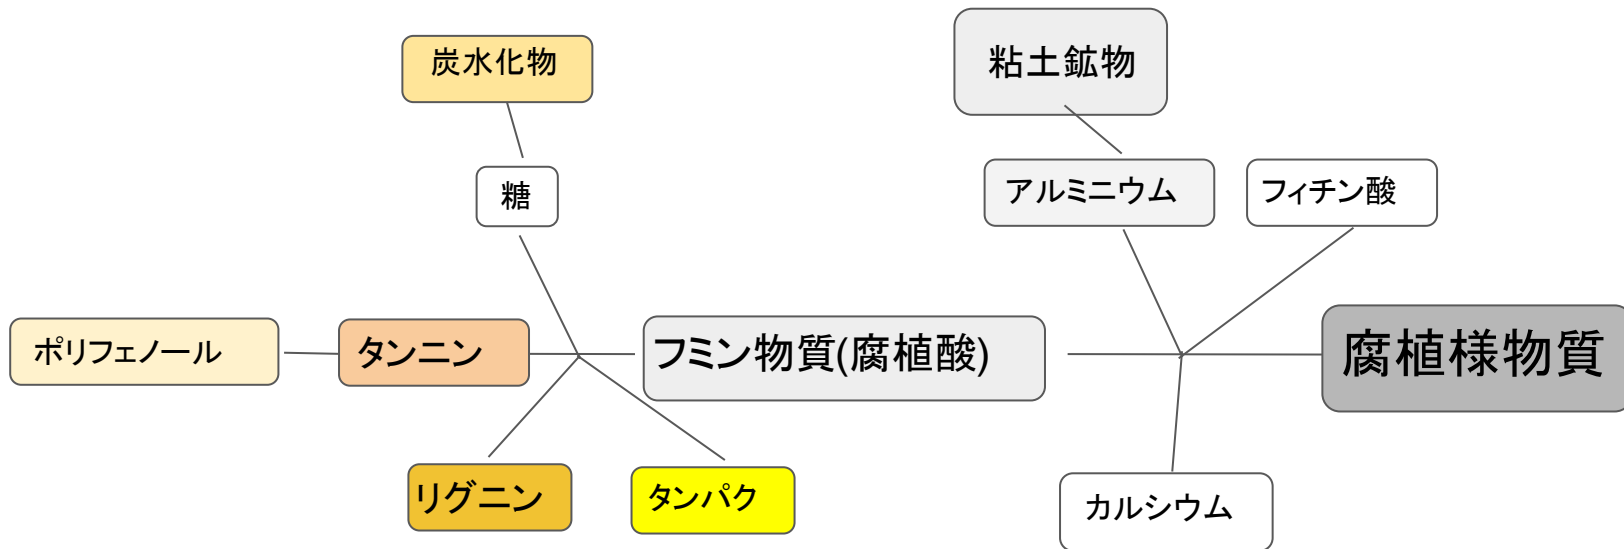 炭水化物
粘土鉱物
糖
アルミニウム
フィチン酸
ポリフェノール
タンニン
フミン物質(腐植酸)
腐植様物質
リグニン
タンパク
カルシウム